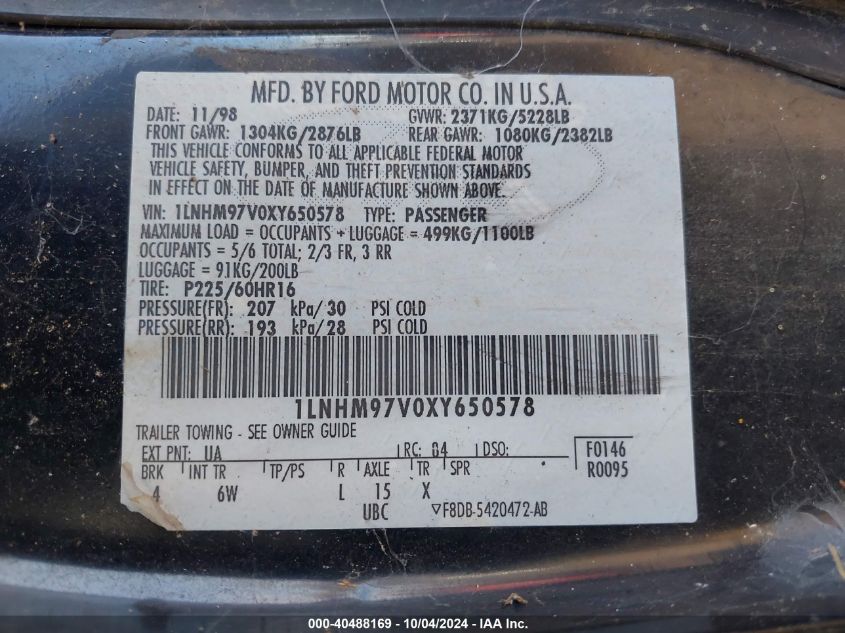 MFD. BY FORD MOTOR CO. IN U.S.A.
DATE: 11/98 GVWR: 2371KG/5228LB
FRONT GAWR: 1304KG/2876LB REAR GAWR: 1080KG/2382LB
THIS VEHICLE CONFORMS TO ALL APPLICABLE FEDERAL MOTOR
VEHICLE SAFETY, BUMPER, AND THEFT PREVENTION STANDARDS
IN EFFECT ON THE DATE OF MANUFACTURE SHOWN ABOVE.
VIN: 1LNHM97V0XY650578 TYPE: PASSENGER
MAXIMUM LOAD = OCCUPANTS + LUGGAGE = 499KG/1100LB
OCCUPANTS = 5/6 TOTAL; 2/3 FR, 3 RR
LUGGAGE = 91KG/200LB
TIRE: P225/60HR16
PRESSURE(FR): 207 kPa/30 PSI COLD
PRESSURE(RR): 193 kPa/28 PSI COLD
1LNHM97V0XY650578
TRAILER TOWING - SEE OWNER GUIDE
EXT PNT: UA RC: 84 DSO: F0146
BRK INT TR TP/PS R AXLE TR SPR R0095
4 6W L 15 X
UBC ▽F8DB-5420472-AB
000-40488169 - 10/04/2024 - IAA Inc.